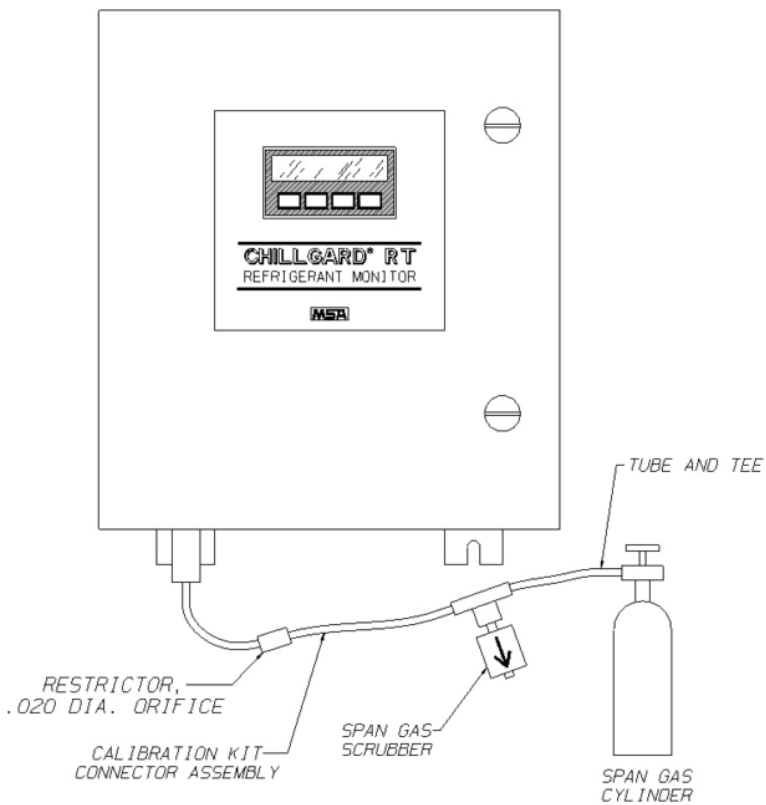 CHILLGARD® RT
REFRIGERANT MONITOR
MSA
TUBE AND TEE
RESTRICTOR,
.020 DIA. ORIFICE
SPAN GAS
SCRUBBER
CALIBRATION KIT
CONNECTOR ASSEMBLY
SPAN GAS
CYLINDER